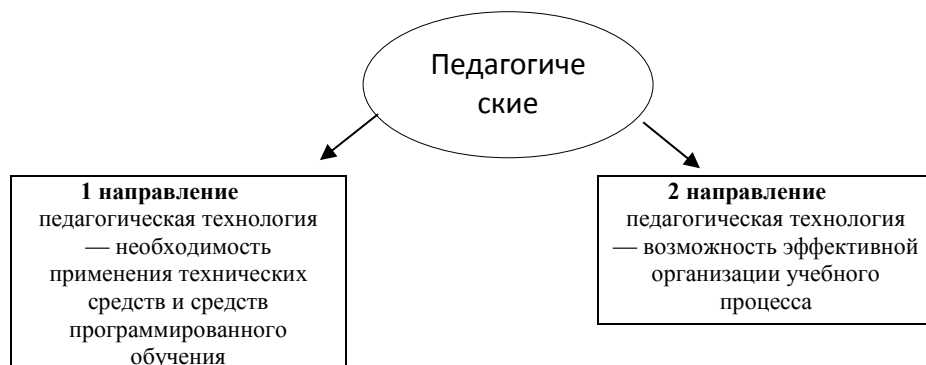 Педагогиче
ские
1 направление
педагогическая технология
— необходимость
применения технических
средств и средств
программированного
обучения
2 направление
педагогическая технология
— возможность эффективной
организации учебного
процесса